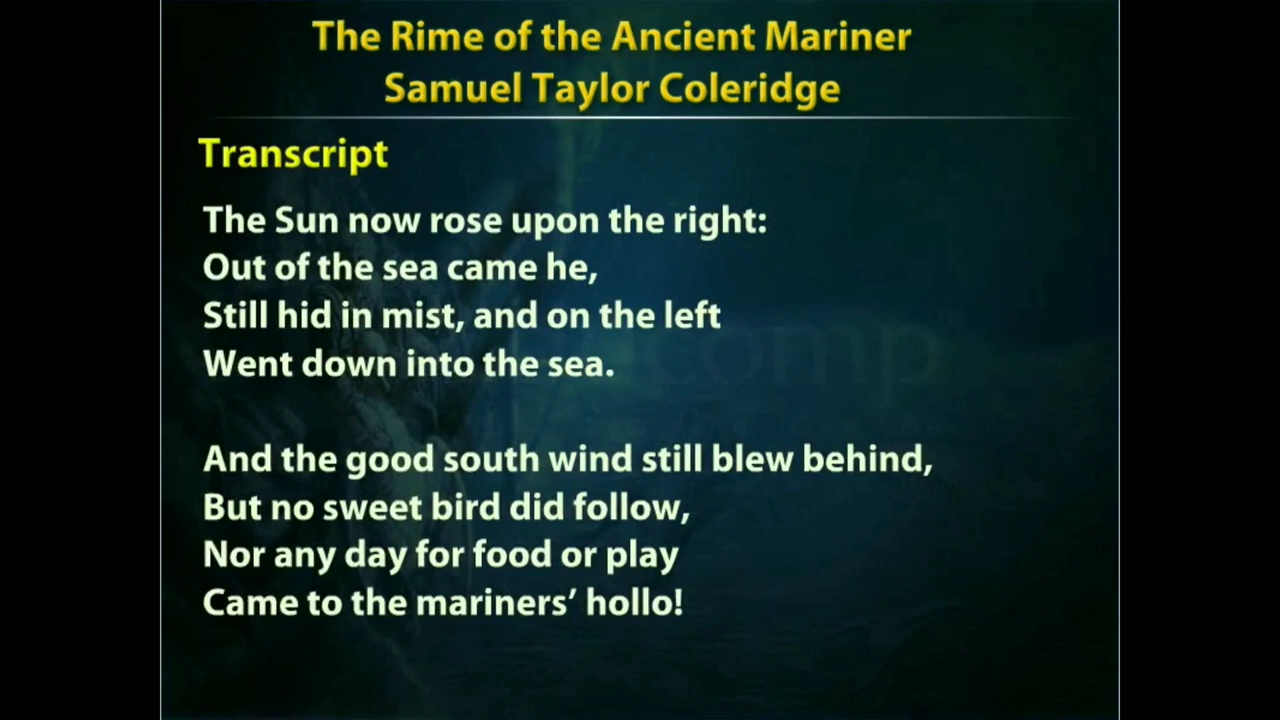 The Rime of the Ancient Mariner
Samuel Taylor Coleridge
Transcript
The Sun now rose upon the right:
Out of the sea came he,
Still hid in mist, and on the left
Went down into the sea.
And the good south wind still blew behind,
But no sweet bird did follow,
Nor any day for food or play
Came to the mariners’ hollo!